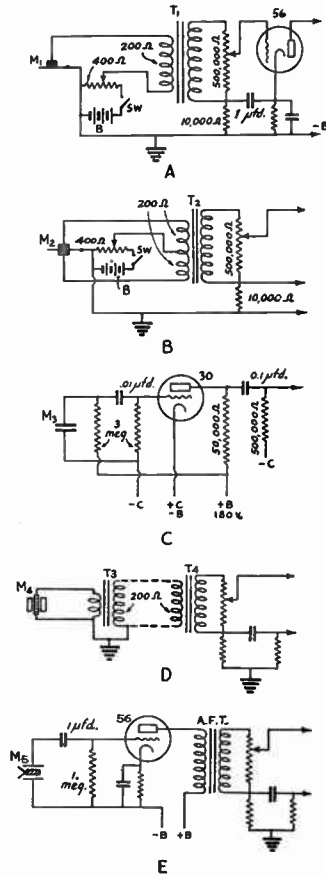 T1
56
M1
400 Ω
200 Ω
500,000 Ω
SW
B
10,000 Ω
1 µfd.
-B
A
T2
200 Ω
M2
400 Ω
SW
B
500,000 Ω
10,000 Ω
B
30
.01 µfd.
0.1 µfd.
M3
3 meg.
50,000 Ω
500,000 Ω
-C
-C
+C
-B
+B
180 v.
C
T3
T4
M4
200 Ω
D
56
A.F.T.
1 µfd.
M5
1. meg.
-B
+B
E